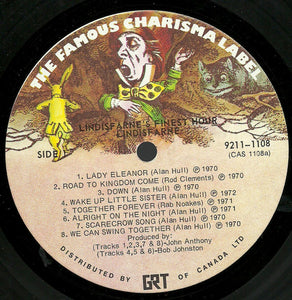 THE FAMOUS CHARISMA LABEL
LINDISFARNE'S FINEST HOUR
LINDISFARNE
SIDE
9211-1108
(CAS 1108a)
1. LADY ELEANOR (Alan Hull) Ⓟ 1970
2. ROAD TO KINGDOM COME (Rod Clements) Ⓟ 1970
3. DOWN (Alan Hull) Ⓟ 1970
4. WAKE UP LITTLE SISTER (Alan Hull) Ⓟ 1972
5. TOGETHER FOREVER (Rab Noakes) Ⓟ 1971
6. ALRIGHT ON THE NIGHT (Alan Hull) Ⓟ 1971
7. SCARECROW SONG (Alan Hull) Ⓟ 1970
8. WE CAN SWING TOGETHER (Alan Hull) Ⓟ 1970
Produced by:
(Tracks 1,2,3,7 & 8)-John Anthony
(Tracks 4,5 & 6)-Bob Johnston
DISTRIBUTED BY GRT OF CANADA LTD